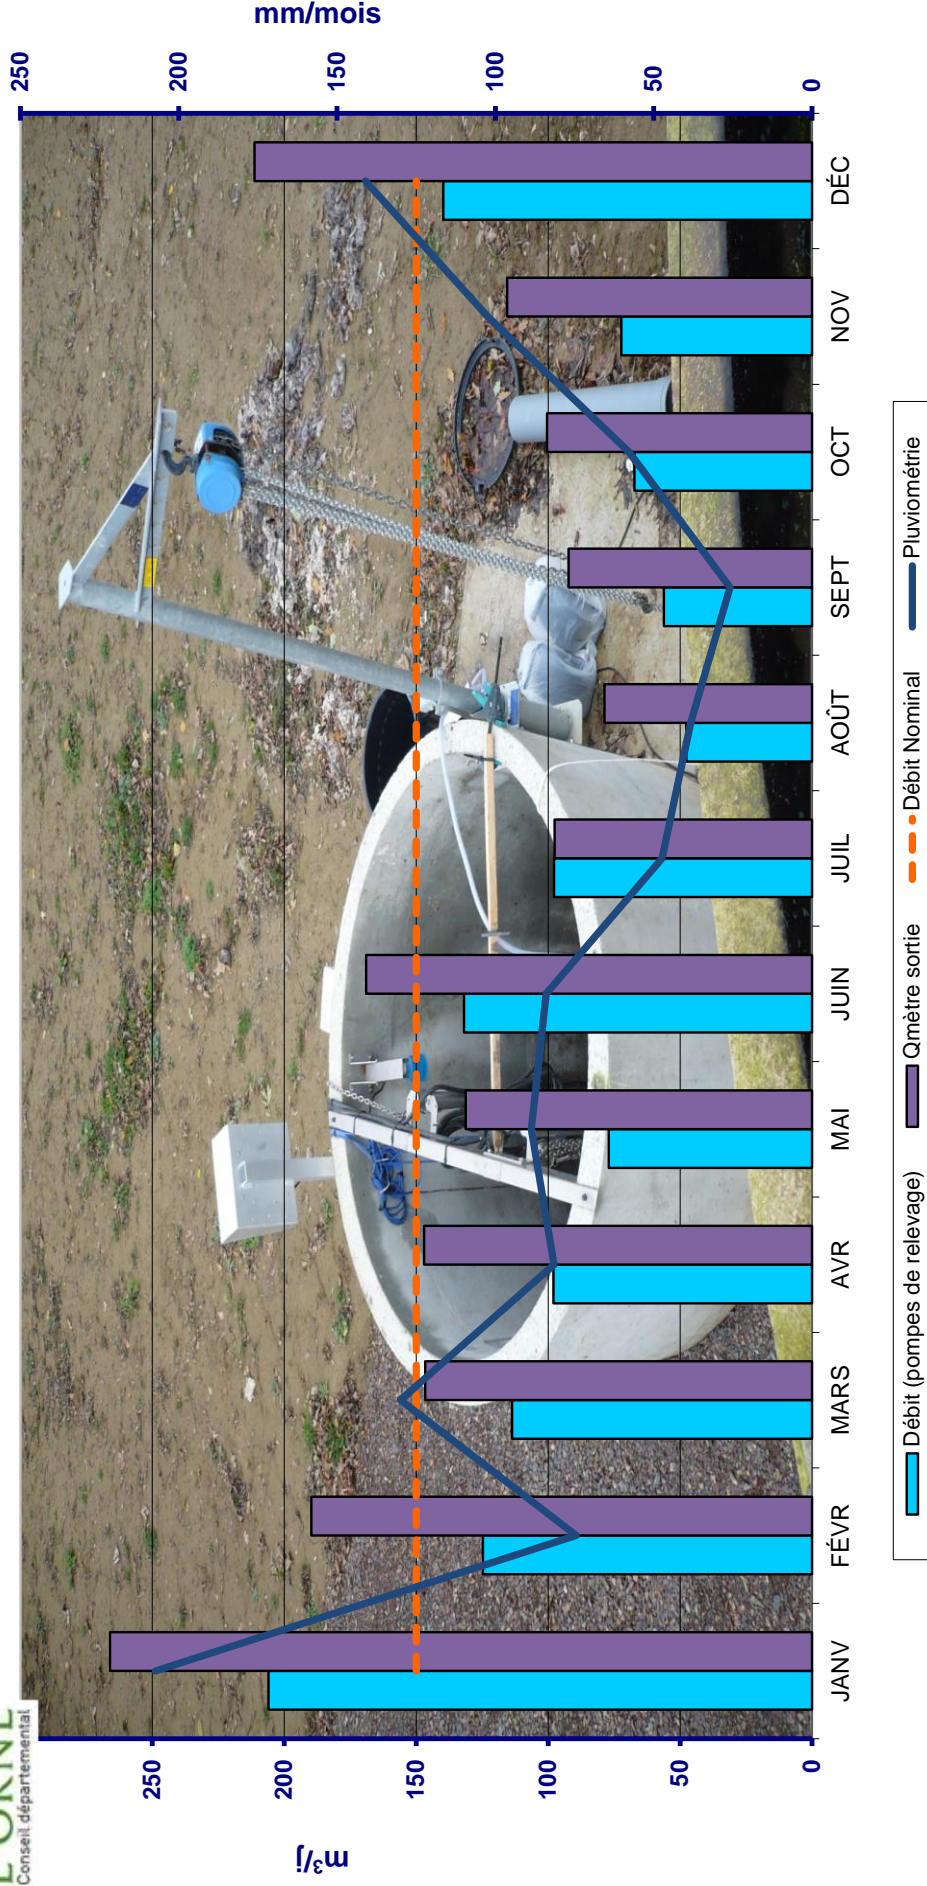 L'ORNE
Conseil départemental
m³/j
250
200
150
100
50
0
mm/mois
250
200
150
100
50
0
JANV FÉVR MARS AVR MAI JUIN JUIL AOÛT SEPT OCT NOV DÉC
Débit (pompes de relevage) Qmètre sortie Débit Nominal Pluviométrie